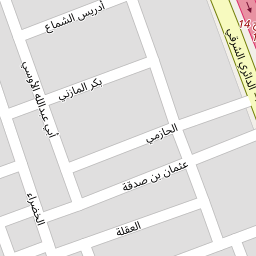 أدريس الشماع
14
الدائري الشرقي
بكر المازني
أبي عبدالله الأوسي
الحازمي
عثمان بن صدقة
الخضراء
العقلة